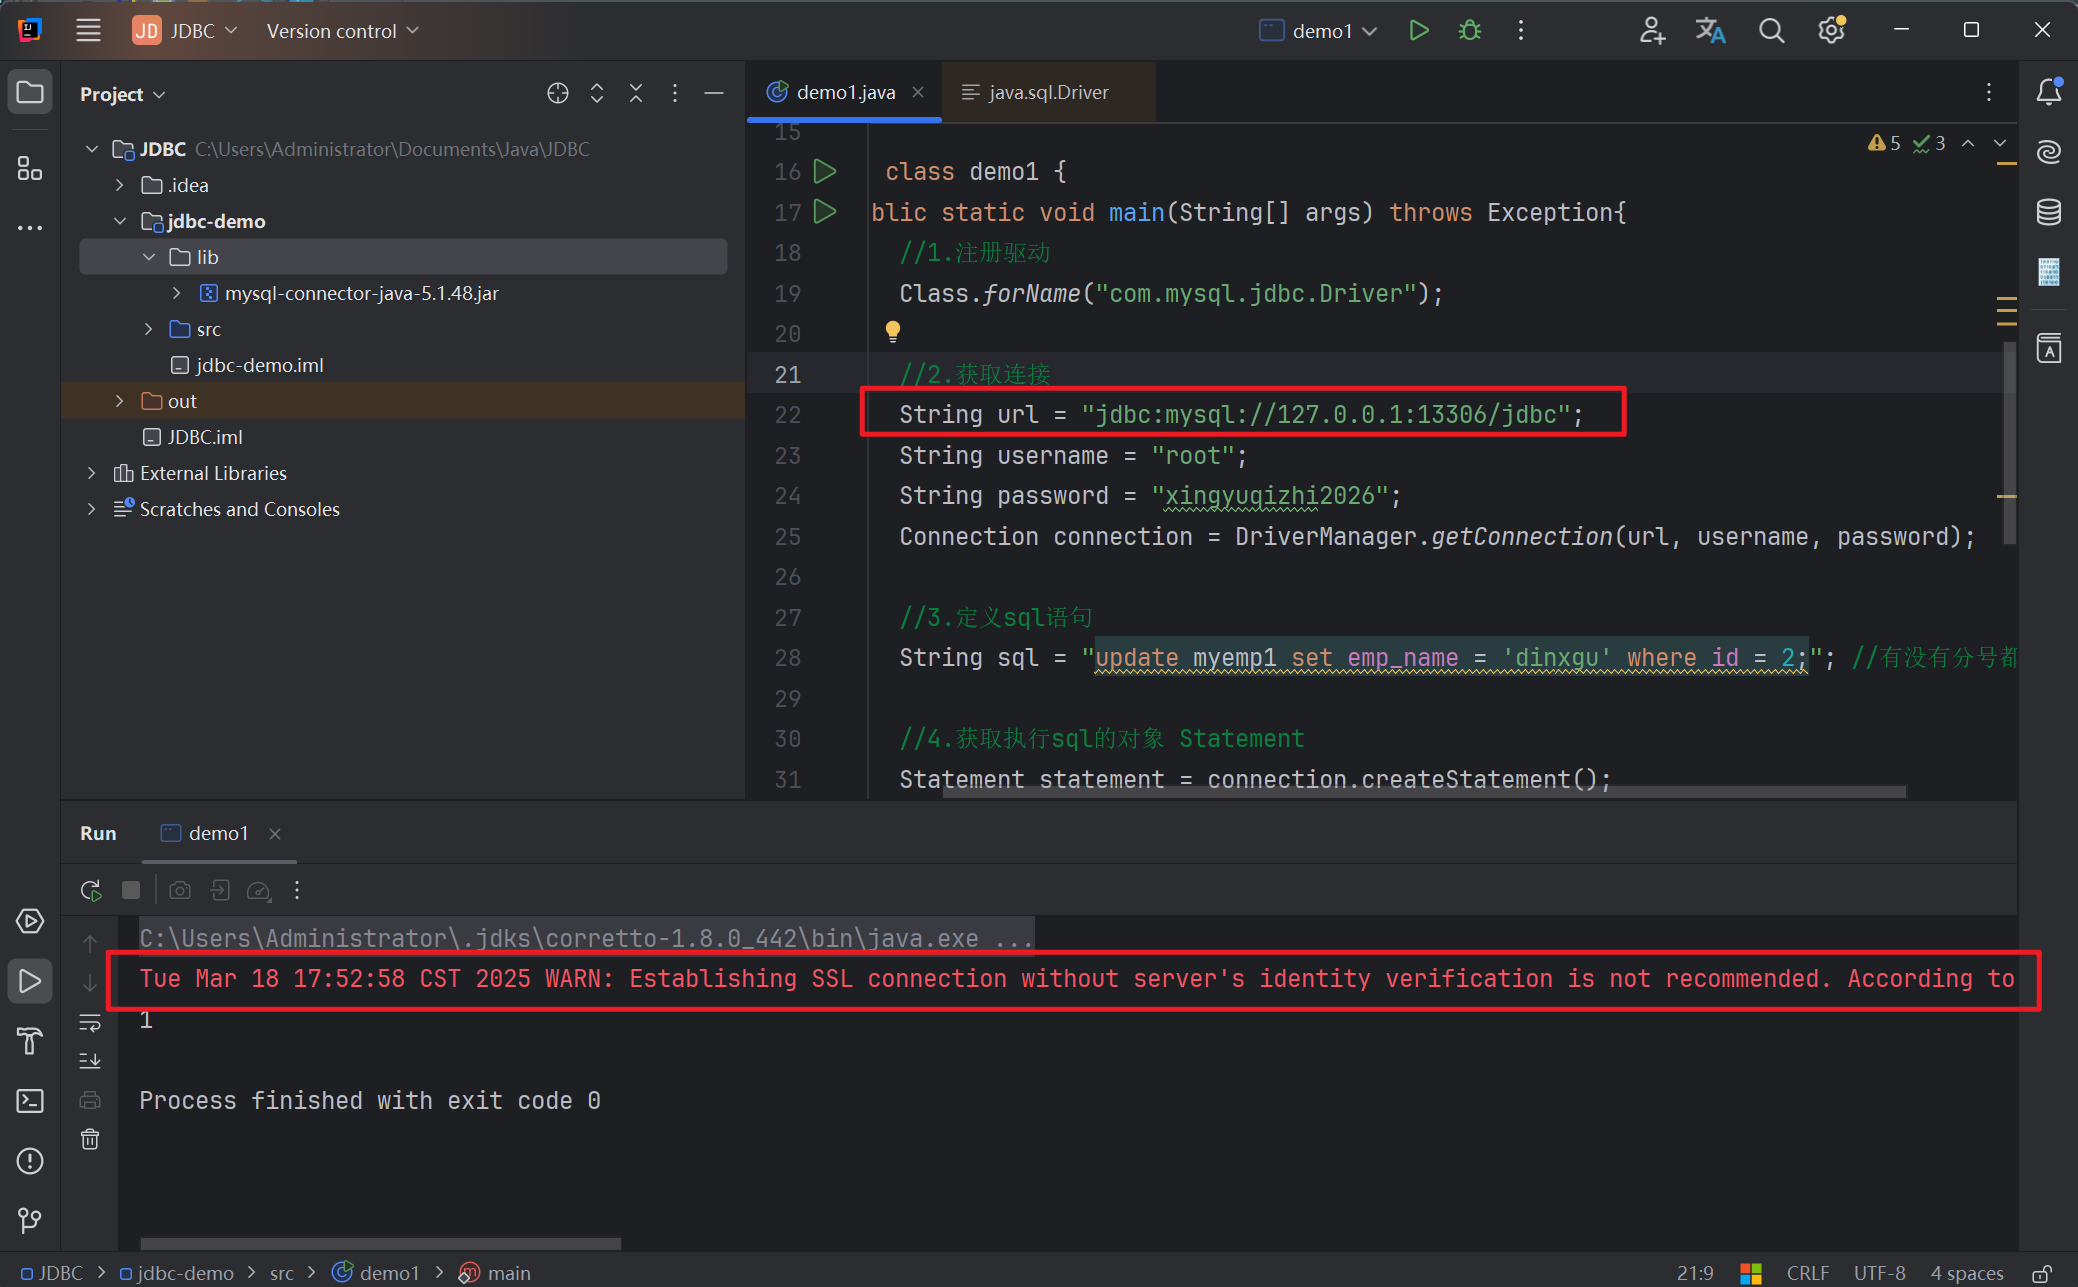 JD JDBC Version control demo1
Project
demo1.java
java.sql.Driver
JDBC C:\Users\Administrator\Documents\Java\JDBC
.idea
jdbc-demo
lib
mysql-connector-java-5.1.48.jar
src
jdbc-demo.iml
out
JDBC.iml
External Libraries
Scratches and Consoles
5 3
15
16 class demo1 {
17 blic static void main(String[] args) throws Exception{
18 //1.注册驱动
19 Class.forName("com.mysql.jdbc.Driver");
20
21 //2.获取连接
22 String url = "jdbc:mysql://127.0.0.1:13306/jdbc";
23 String username = "root";
24 String password = "xingyuqizhi2026";
25 Connection connection = DriverManager.getConnection(url, username, password);
26
27 //3.定义sql语句
28 String sql = "update myemp1 set emp_name = 'dinxgu' where id = 2;"; //有没有分号都
29
30 //4.获取执行sql的对象 Statement
31 Statement statement = connection.createStatement();
Run demo1
C:\Users\Administrator\.jdks\corretto-1.8.0_442\bin\java.exe ...
Tue Mar 18 17:52:58 CST 2025 WARN: Establishing SSL connection without server's identity verification is not recommended. According to
1
Process finished with exit code 0
JDBC > jdbc-demo > src > demo1 > main
21:9 CRLF UTF-8 4 spaces